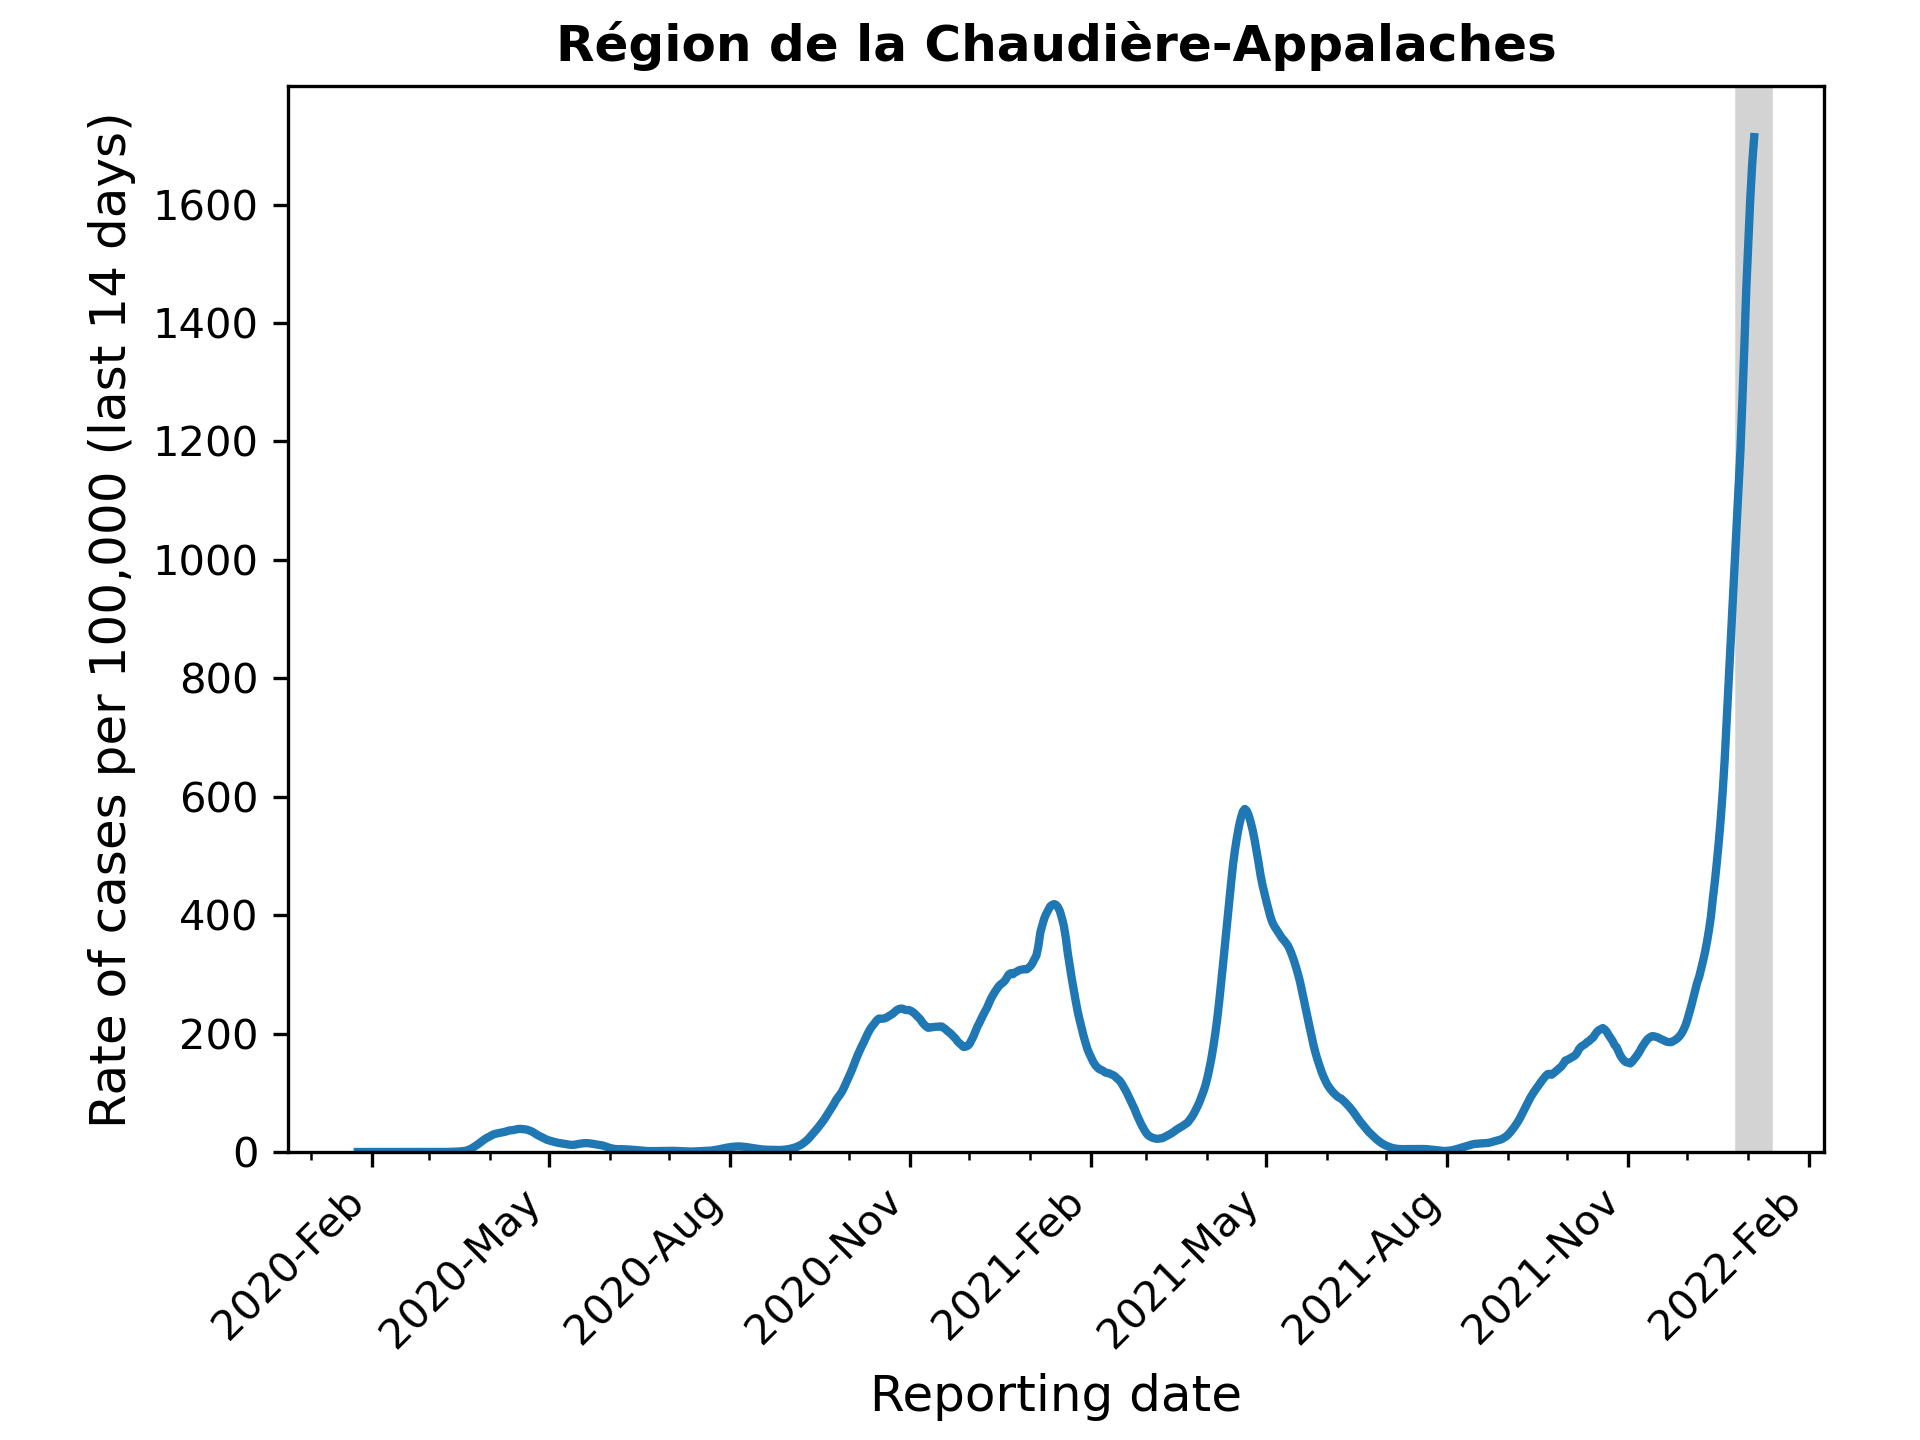 Région de la Chaudière-Appalaches
Rate of cases per 100,000 (last 14 days)
1600
1400
1200
1000
800
600
400
200
0
2020-Feb
2020-May
2020-Aug
2020-Nov
2021-Feb
2021-May
2021-Aug
2021-Nov
2022-Feb
Reporting date